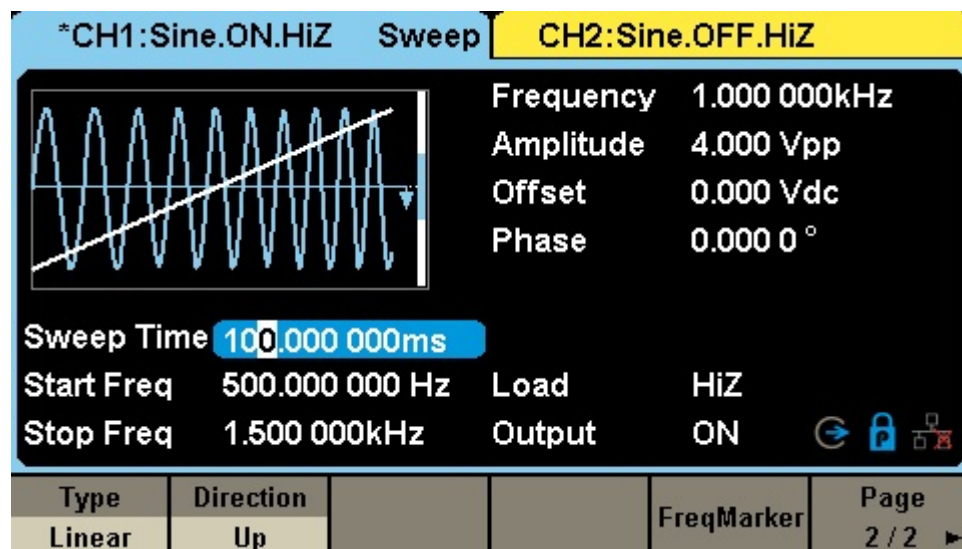 *CH1:Sine.ON.HiZ Sweep CH2:Sine.OFF.HiZ
Frequency 1.000 000kHz
Amplitude 4.000 Vpp
Offset 0.000 Vdc
Phase 0.000 0 °
Sweep Time 100.000 000ms
Start Freq 500.000 000 Hz Load HiZ
Stop Freq 1.500 000kHz Output ON
Type Direction FreqMarker Page
Linear Up 2 / 2 ►